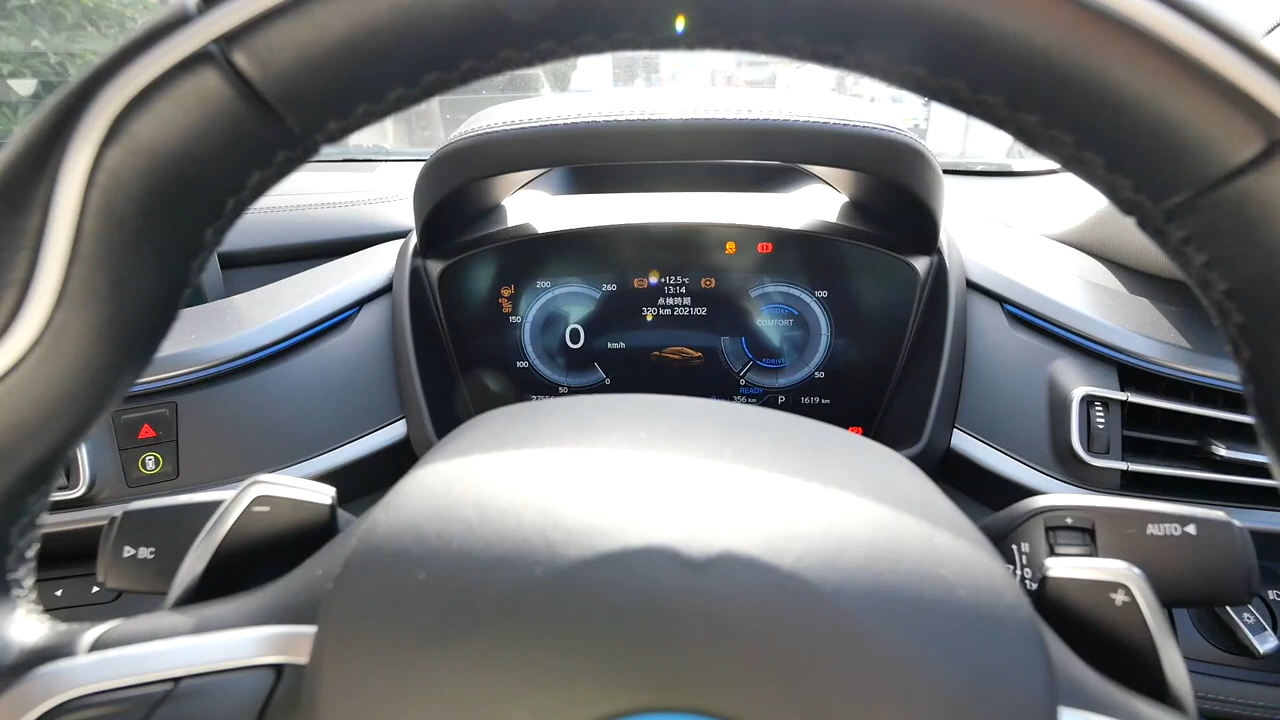 +12.5°C
13:14
点検時期
320 km 2021/02
200
260
150
100
50
0
0
km/h
100
COMFORT
eDRIVE
50
0
READY
356 km
P
1619 km
BC
AUTO